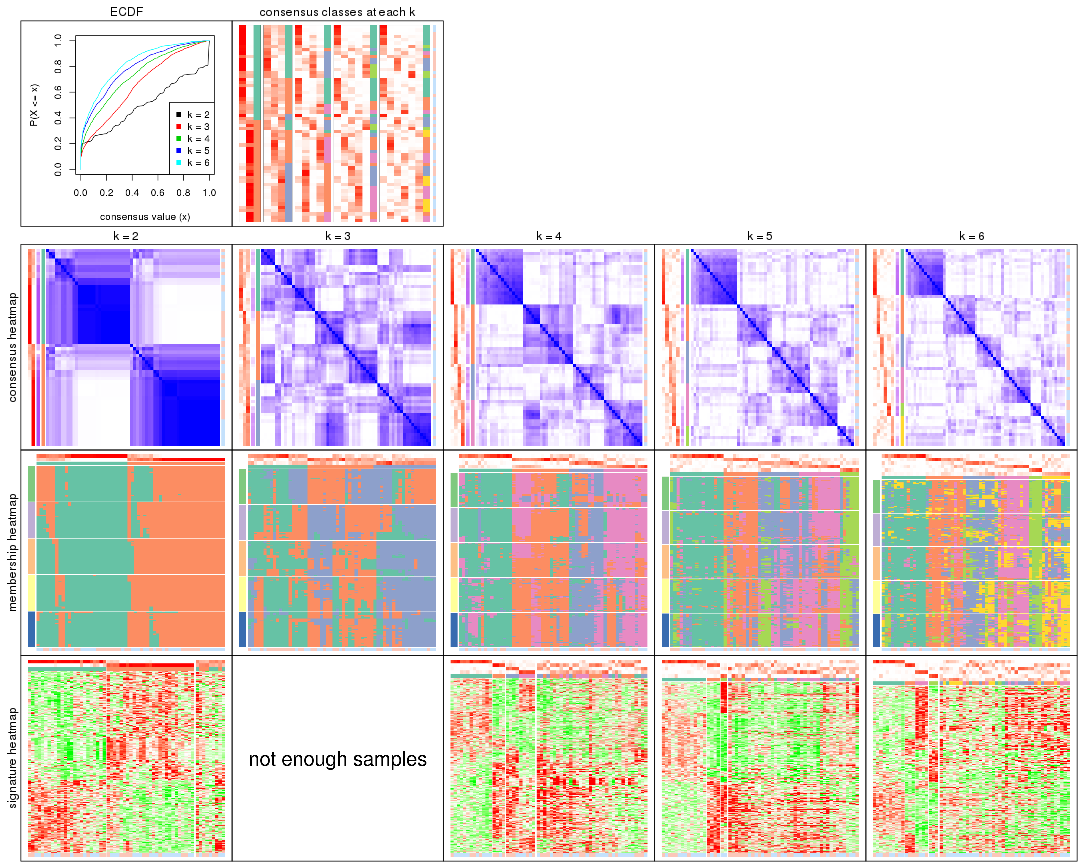 ECDF
consensus classes at each k
P(X <= x)
0.0
0.2
0.4
0.6
0.8
1.0
k = 2
k = 3
k = 4
k = 5
k = 6
0.0 0.2 0.4 0.6 0.8 1.0
consensus value (x)
k = 2
k = 3
k = 4
k = 5
k = 6
consensus heatmap
membership heatmap
signature heatmap
not enough samples